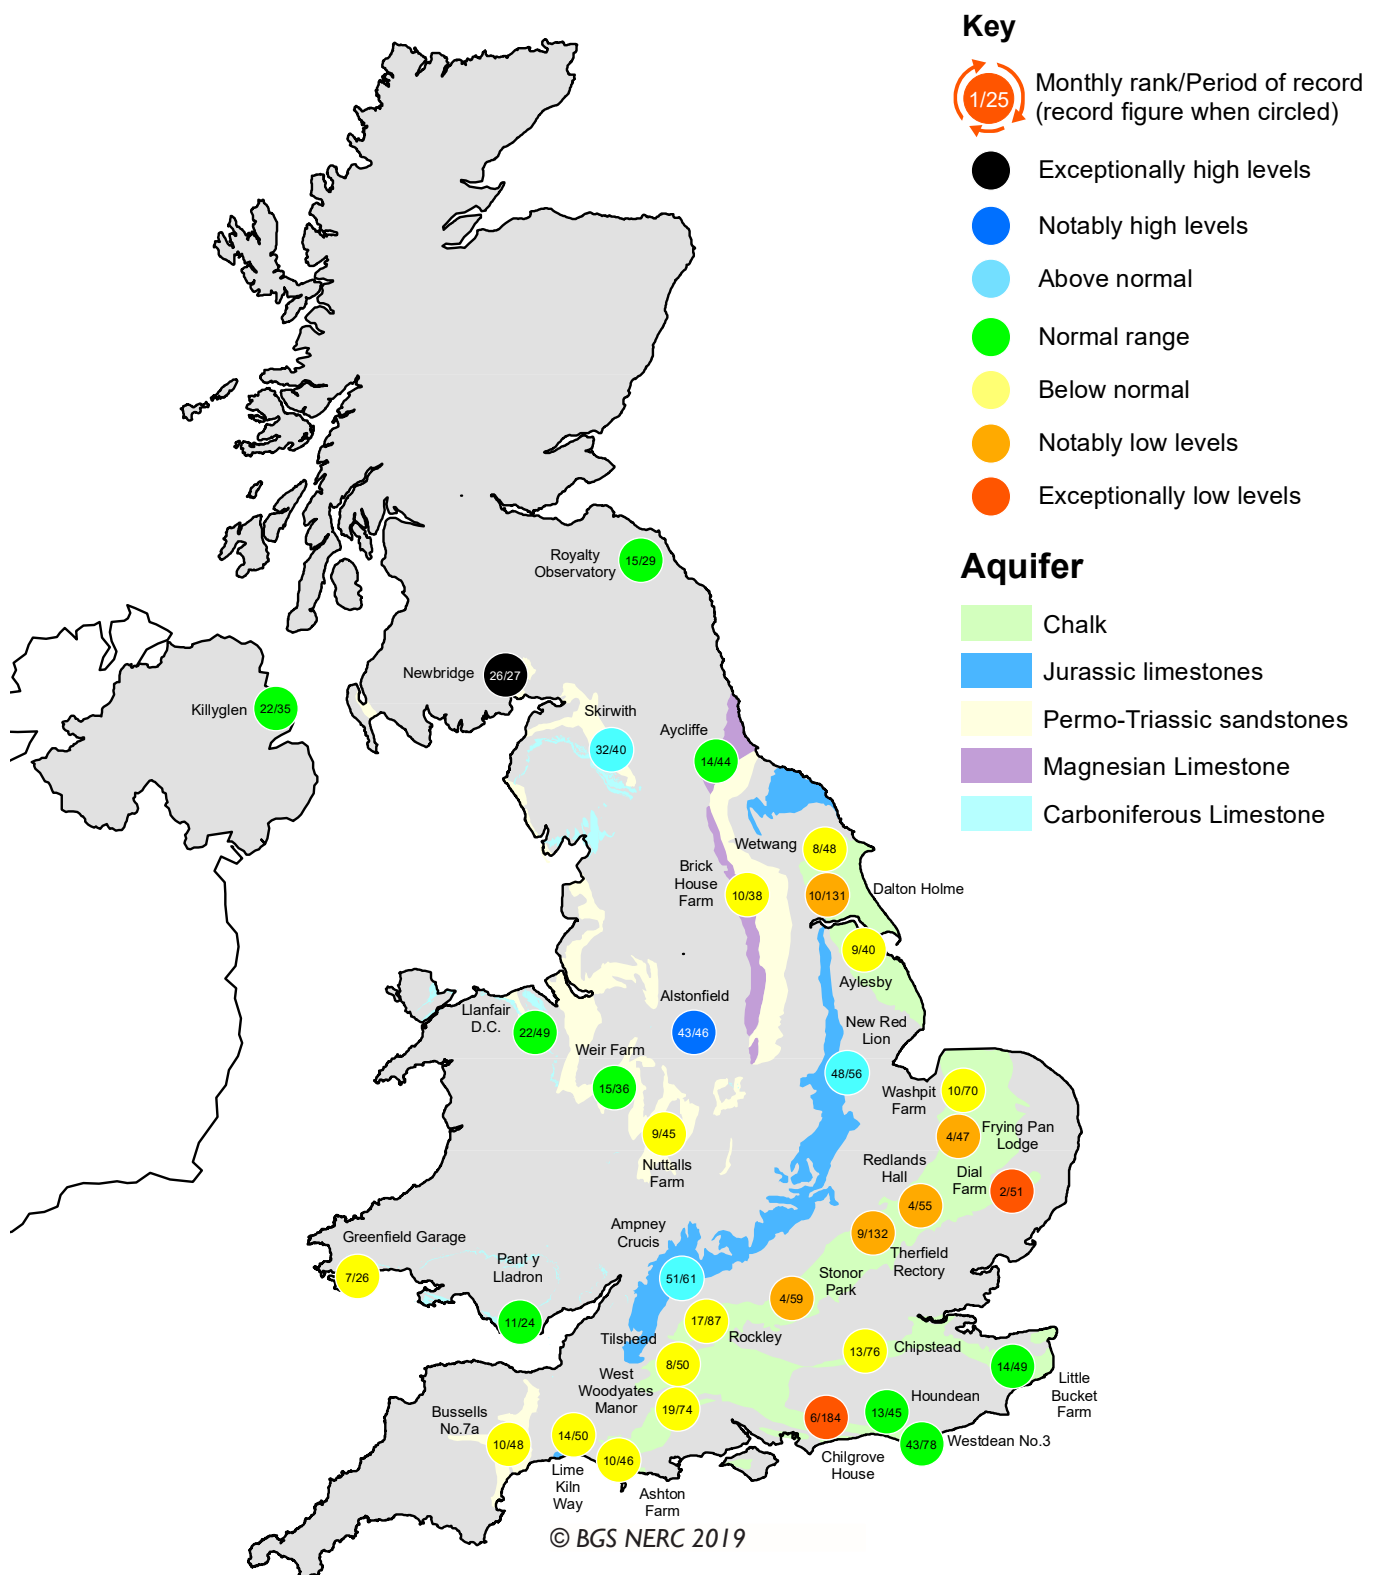 Key
1/25
Monthly rank/Period of record
(record figure when circled)
Exceptionally high levels
Notably high levels
Above normal
Normal range
Below normal
Notably low levels
Exceptionally low levels
Aquifer
Chalk
Jurassic limestones
Permo-Triassic sandstones
Magnesian Limestone
Carboniferous Limestone
Royalty
Observatory
15/29
Newbridge
26/27
Killyglen
22/35
Skirwith
32/40
Aycliffe
14/44
Wetwang
8/48
Brick
House
Farm
10/38
10/131
Dalton Holme
9/40
Aylesby
Llanfair
D.C.
22/49
Alstonfield
43/46
New Red
Lion
48/56
Weir Farm
15/36
Washpit
Farm
10/70
9/45
Nuttalls
Farm
4/47
Frying Pan
Lodge
Redlands
Hall
4/55
Dial
Farm
2/51
Ampney
Crucis
51/61
9/132
Therfield
Rectory
Greenfield Garage
7/26
Pant y
Lladron
11/24
Stonor
Park
4/59
17/87
Rockley
Tilshead
8/50
13/76
Chipstead
14/49
Little
Bucket
Farm
West
Woodyates
Manor
19/74
Houndean
13/45
6/184
Chilgrove
House
43/78
Westdean No.3
Bussells
No.7a
10/48
14/50
Lime
Kiln
Way
10/46
Ashton
Farm
© BGS NERC 2019